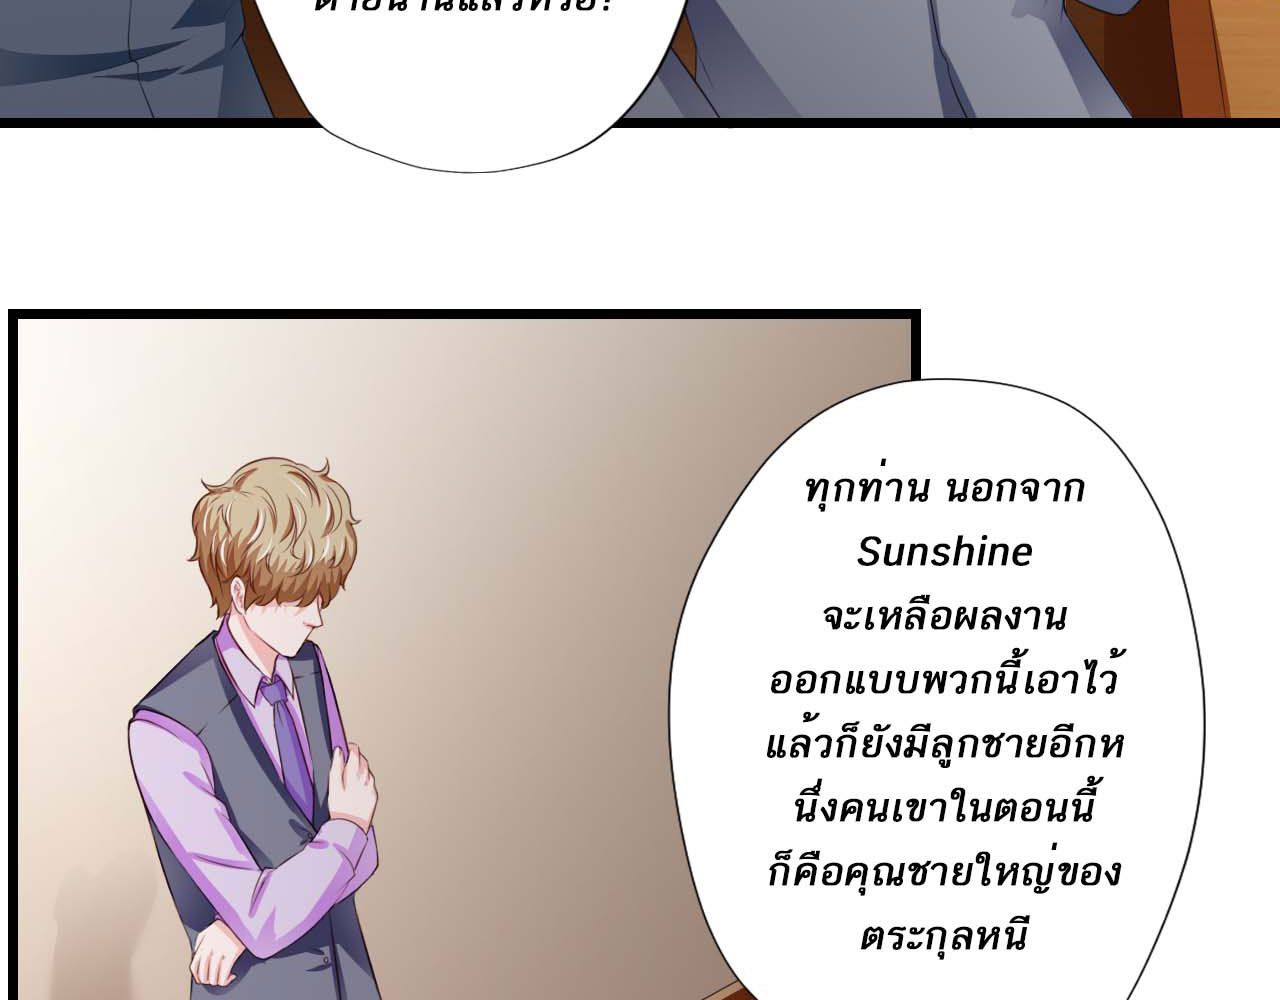 ทุกท่าน นอกจาก
Sunshine
จะเหลือผลงาน
ออกแบบพวกนี้เอาไว้
แล้วก็ยังมีลูกชายอีกห
นึ่งคนเขาในตอนนี้
ก็คือคุณชายใหญ่ของ
ตระกูลหนี